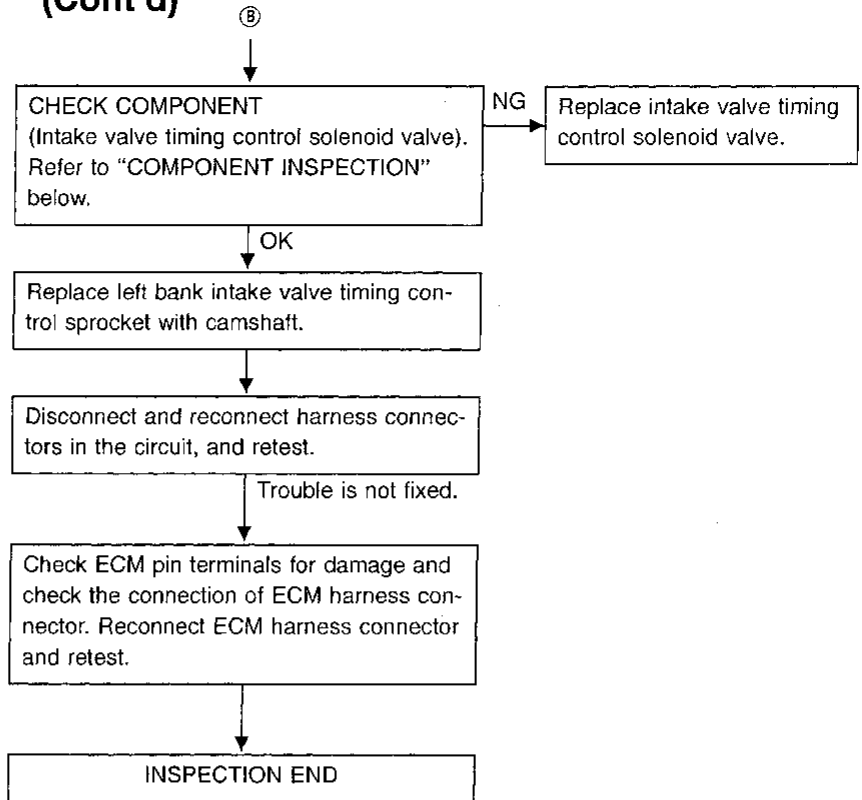 (Cont'd)
Ⓑ
CHECK COMPONENT
(Intake valve timing control solenoid valve).
Refer to “COMPONENT INSPECTION”
below.
NG
Replace intake valve timing
control solenoid valve.
OK
Replace left bank intake valve timing con-
trol sprocket with camshaft.
Disconnect and reconnect harness connec-
tors in the circuit, and retest.
Trouble is not fixed.
Check ECM pin terminals for damage and
check the connection of ECM harness con-
nector. Reconnect ECM harness connector
and retest.
INSPECTION END